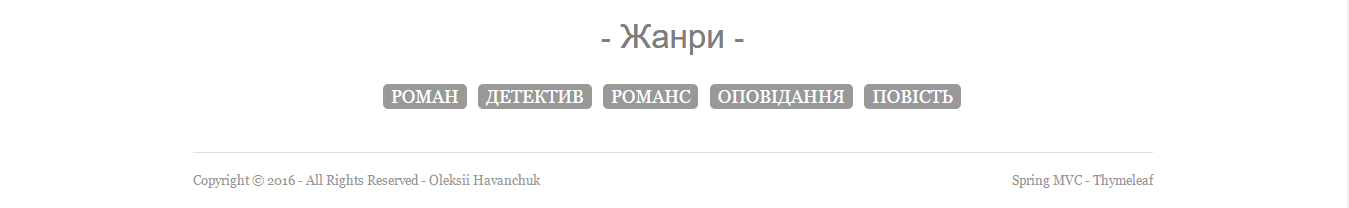 - Жанри -
РОМАН ДЕТЕКТИВ РОМАНС ОПОВІДАННЯ ПОВІСТЬ
Copyright © 2016 - All Rights Reserved - Oleksii Havanchuk Spring MVC - Thymeleaf